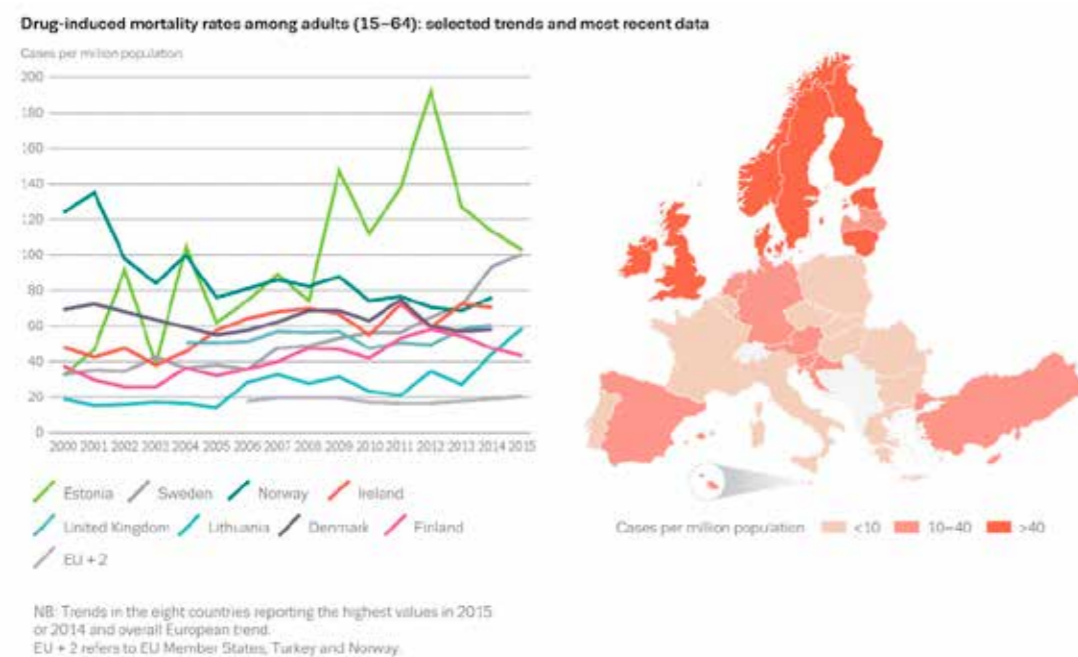 Drug-induced mortality rates among adults (15–64): selected trends and most recent data
Cases per million population
200
180
160
140
120
100
80
60
40
20
0
2000 2001 2002 2003 2004 2005 2006 2007 2008 2009 2010 2011 2012 2013 2014 2015
Estonia Sweden Norway Ireland
United Kingdom Lithuania Denmark Finland
EU + 2
Cases per million population <10 10–40 >40
NB: Trends in the eight countries reporting the highest values in 2015
or 2014 and overall European trend.
EU + 2 refers to EU Member States, Turkey and Norway.